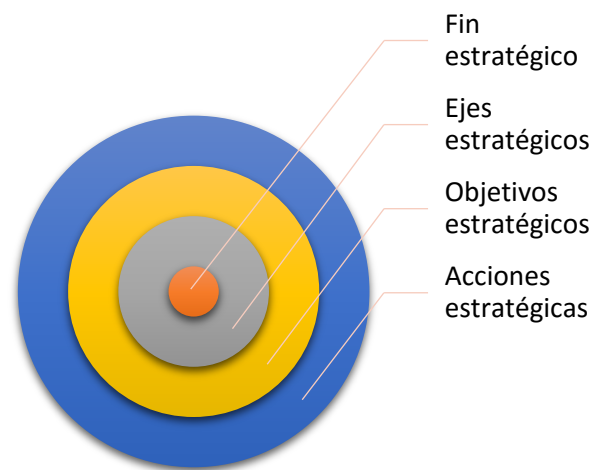 Fin
estratégico
Ejes
estratégicos
Objetivos
estratégicos
Acciones
estratégicas